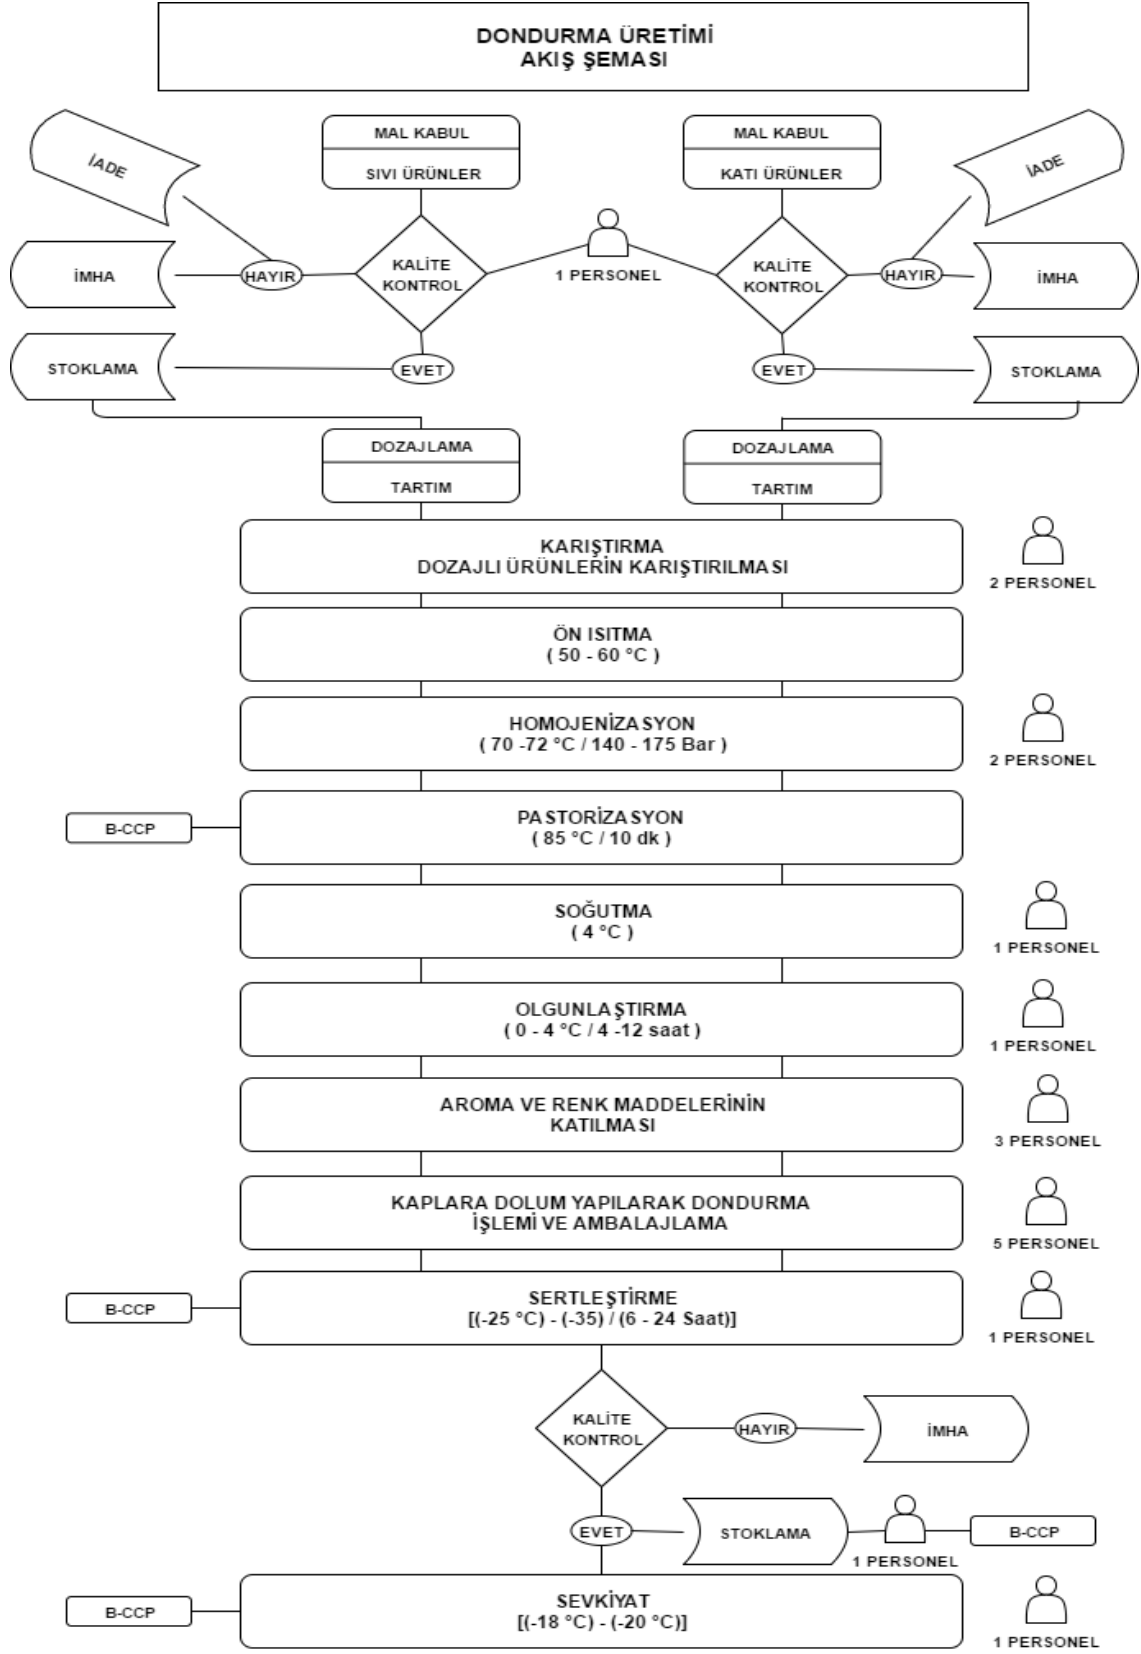 DONDURMA ÜRETİMİ
AKIŞ ŞEMASI
MAL KABUL
SIVI ÜRÜNLER
MAL KABUL
KATI ÜRÜNLER
İADE
İADE
İMHA
HAYIR
KALİTE
KONTROL
1 PERSONEL
KALİTE
KONTROL
HAYIR
İMHA
STOKLAMA
EVET
EVET
STOKLAMA
DOZAJLAMA
TARTIM
DOZAJLAMA
TARTIM
KARIŞTIRMA
DOZAJLI ÜRÜNLERİN KARIŞTIRILMASI
2 PERSONEL
ÖN ISITMA
( 50 - 60 °C )
HOMOJENİZASYON
( 70 -72 °C / 140 - 175 Bar )
2 PERSONEL
B-CCP
PASTORİZASYON
( 85 °C / 10 dk )
SOĞUTMA
( 4 °C )
1 PERSONEL
OLGUNLAŞTIRMA
( 0 - 4 °C / 4 -12 saat )
1 PERSONEL
AROMA VE RENK MADDELERİNİN
KATILMASI
3 PERSONEL
KAPLARA DOLUM YAPILARAK DONDURMA
İŞLEMİ VE AMBALAJLAMA
5 PERSONEL
B-CCP
SERTLEŞTİRME
[(-25 °C) - (-35) / (6 - 24 Saat)]
1 PERSONEL
KALİTE
KONTROL
HAYIR
İMHA
EVET
STOKLAMA
1 PERSONEL
B-CCP
B-CCP
SEVKİYAT
[(-18 °C) - (-20 °C)]
1 PERSONEL